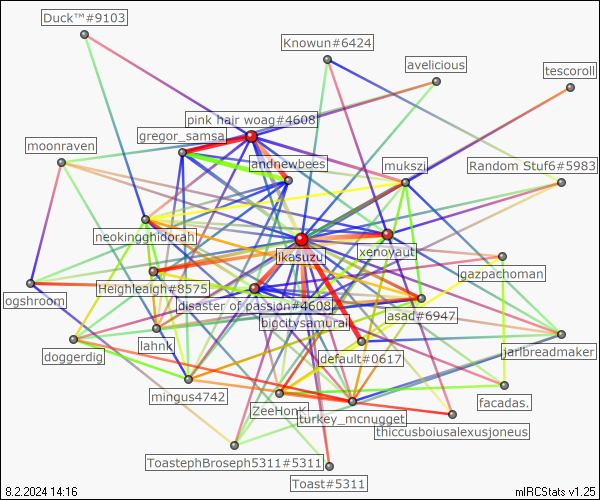 Duck™#9103
Knowun#6424
avelicious
tescoroll
pink hair woag#4608
gregor_samsa
moonraven
andnewbees
mukszi
Random Stuf6#5983
neokingghidorah
likasuzu
xenoyaut
gazpachoman
Heighleaigh#8575
ogshroom
disaster of passion#4608
bigcitysamurai
asad#6947
lahnk
doggerdig
default#0617
jarlbreadmaker
mingus4742
ZeeHonK
turkey_mcnugget
facadas.
thiccusboiusalexusjoneus
ToastephBroseph5311#5311
Toast#5311
8.2.2024 14:16
mIRCStats v1.25